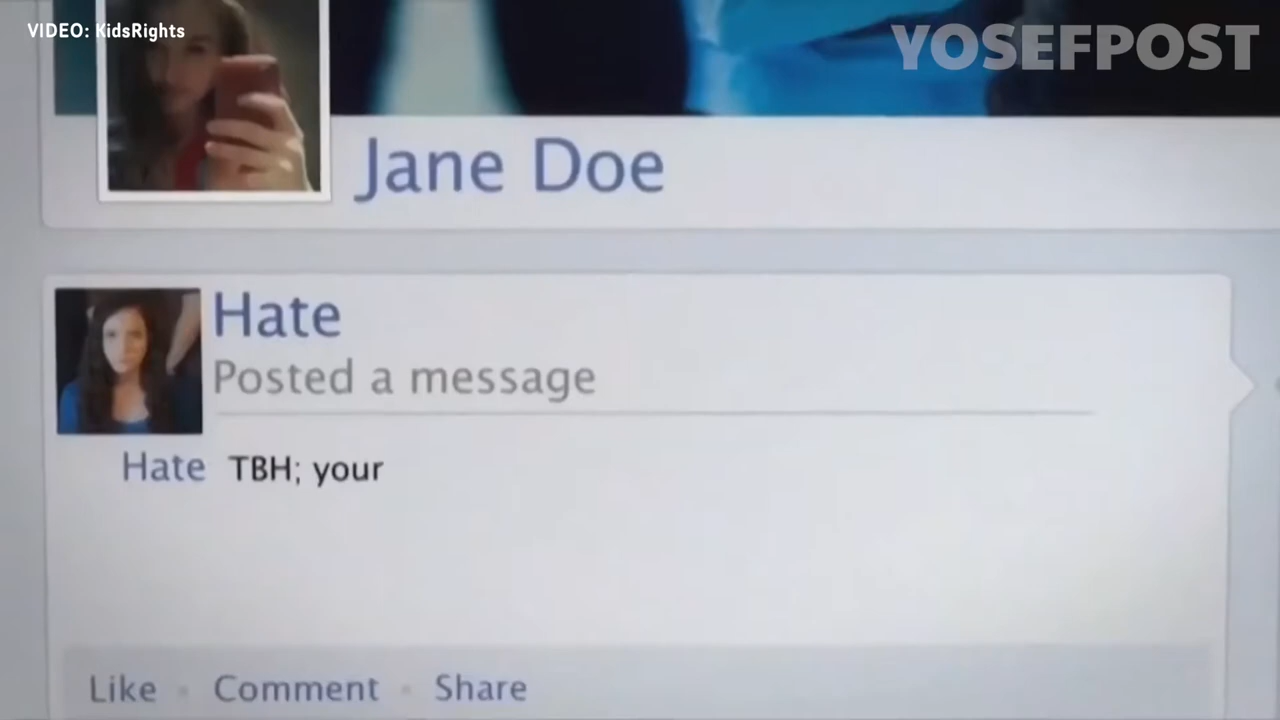 VIDEO: KidsRights
YOSEFPOST
Jane Doe
Hate
Posted a message
Hate TBH; your
Like Comment Share